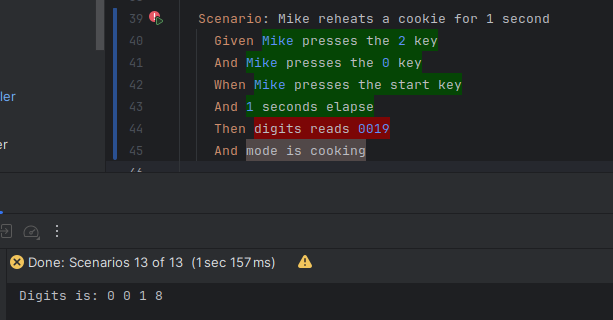 39 Scenario: Mike reheats a cookie for 1 second
40 Given Mike presses the 2 key
41 And Mike presses the 0 key
42 When Mike presses the start key
43 And 1 seconds elapse
44 Then digits reads 0019
45 And mode is cooking
ler
er
Done: Scenarios 13 of 13 (1 sec 157 ms)
Digits is: 0 0 1 8